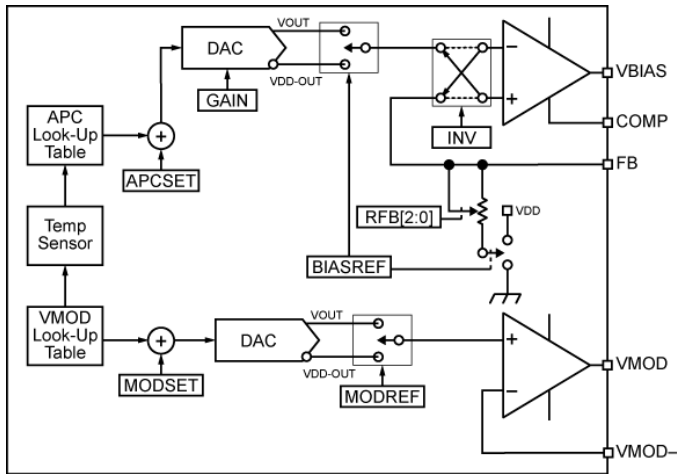 VOUT
DAC
VDD-OUT
GAIN
INV
VBIAS
COMP
FB
APC
Look-Up
Table
+
APCSET
−
+
RFB[2:0]
VDD
Temp
Sensor
BIASREF
VMOD
Look-Up
Table
+
MODSET
VOUT
DAC
VDD-OUT
MODREF
+
−
VMOD
VMOD–